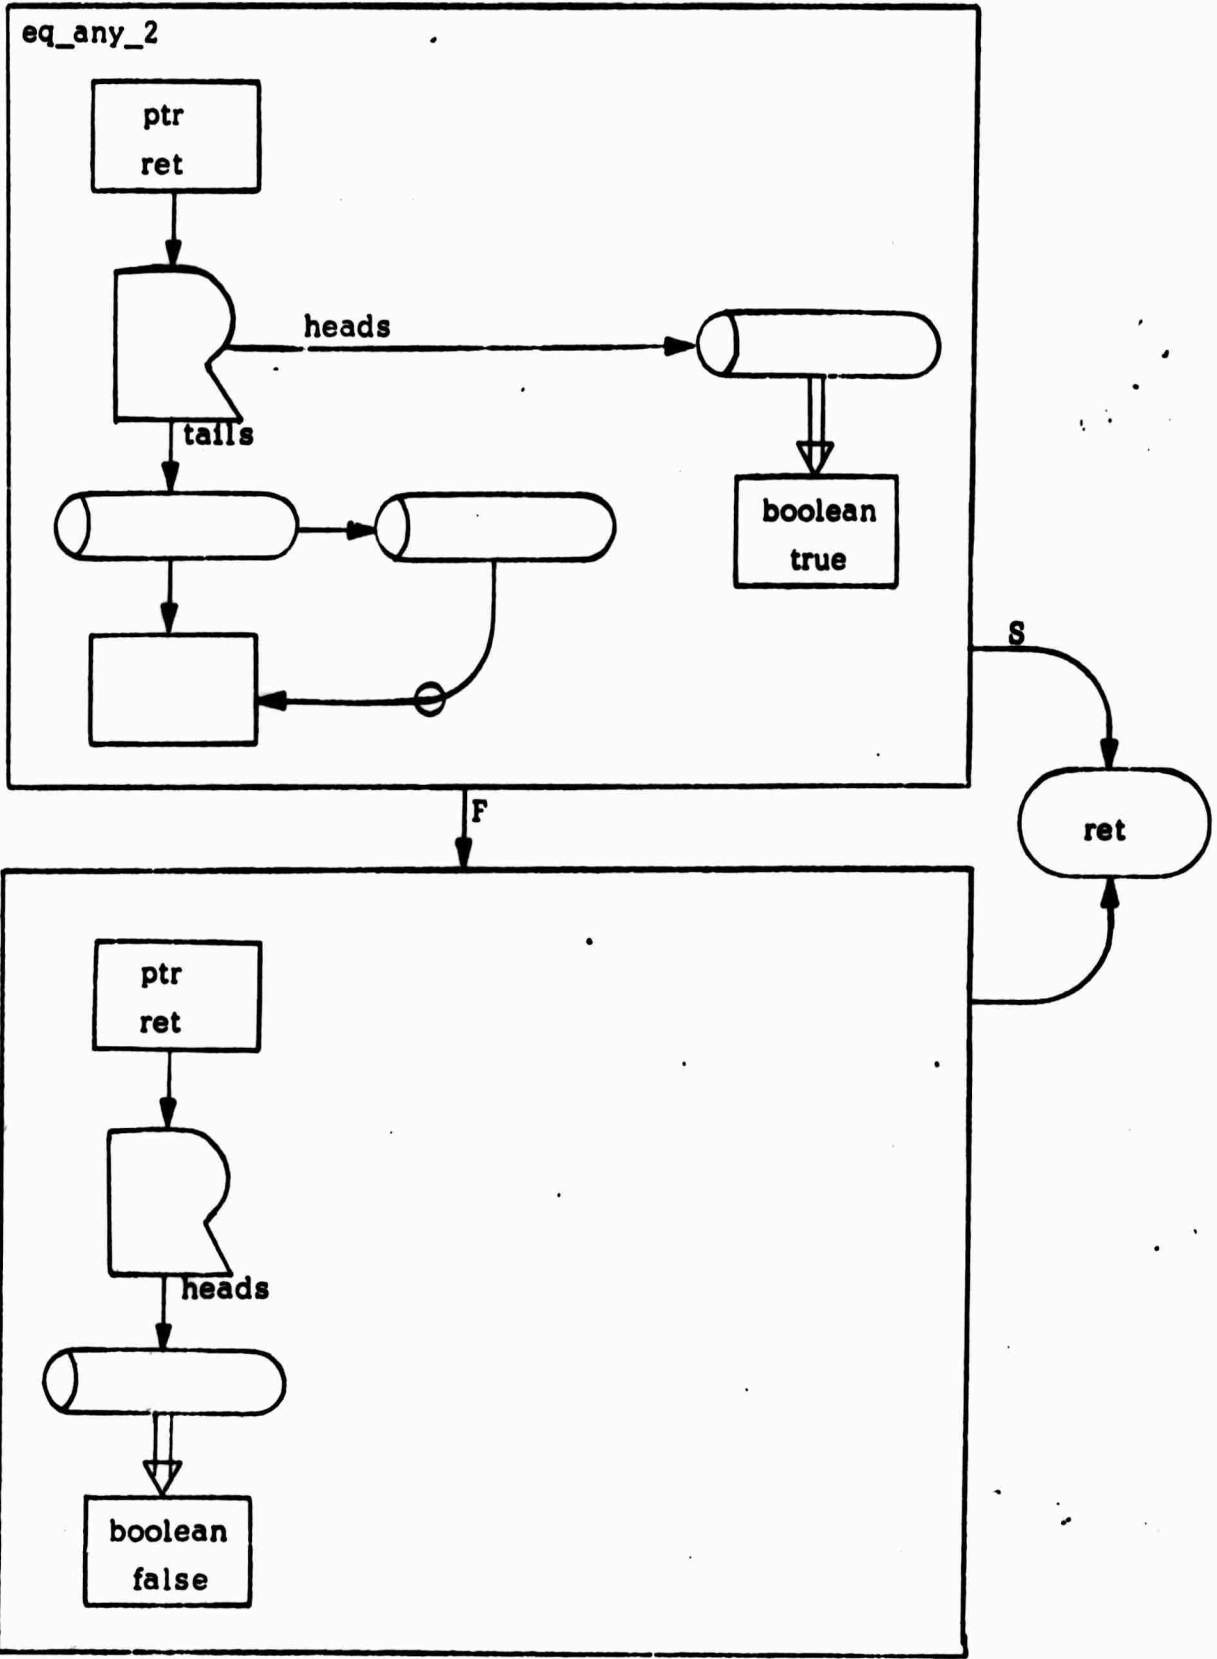 eq_any_2
ptr
ret
heads
tails
boolean
true
S
F
ret
ptr
ret
heads
boolean
false